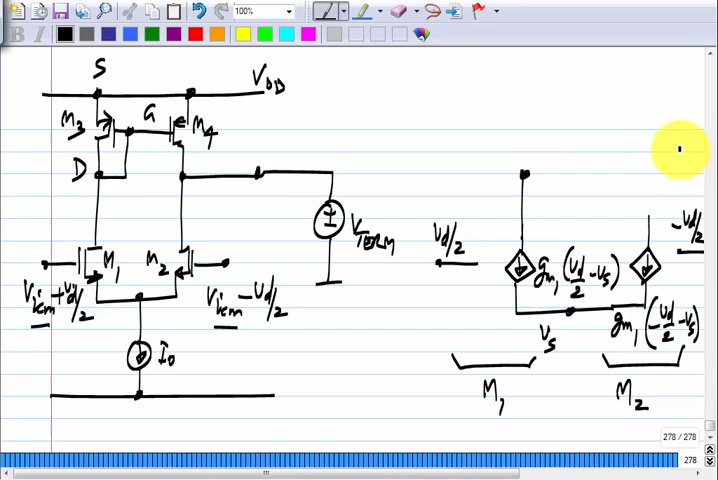 100%
B I
S
VDD
M3
G
M4
D
VTERM
vd/2
-vd/2
M1
M2
gm1(vd/2-vs)
Vicm+vd/2
Vicm-vd/2
gm1(-vd/2-vs)
vs
I0
M1
M2
278 / 278
278